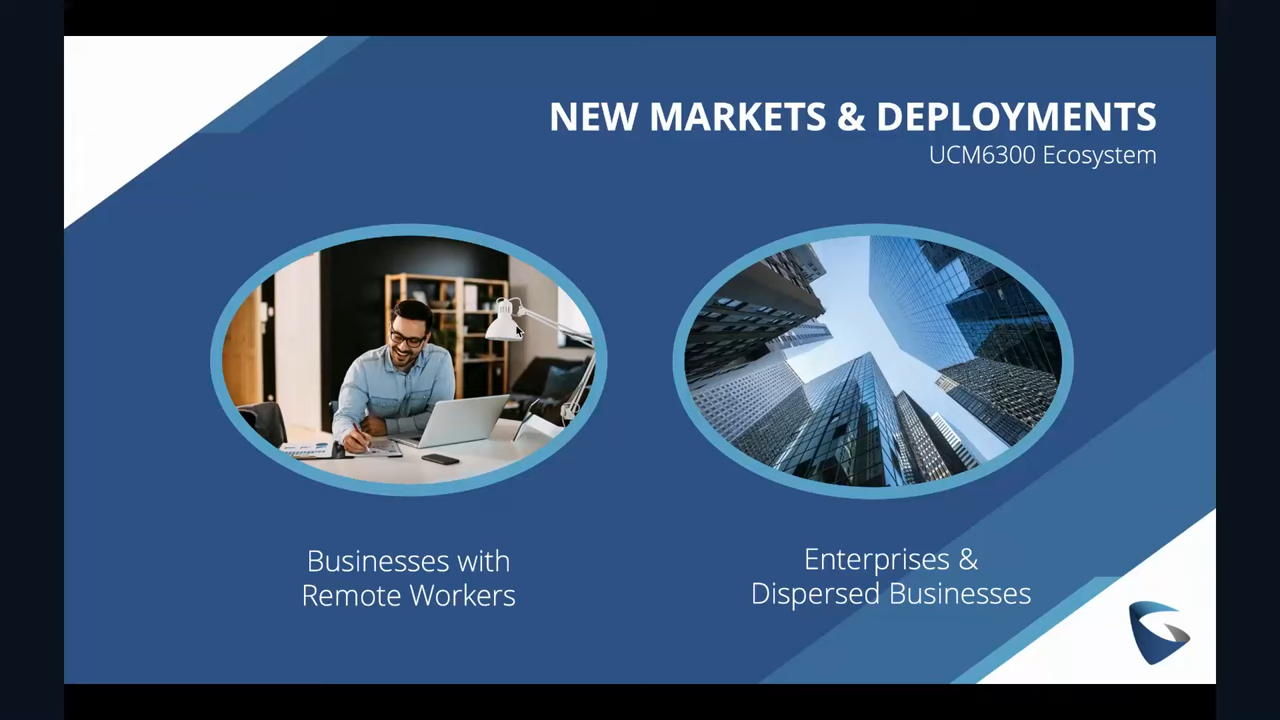 NEW MARKETS & DEPLOYMENTS
UCM6300 Ecosystem
Businesses with
Remote Workers
Enterprises &
Dispersed Businesses